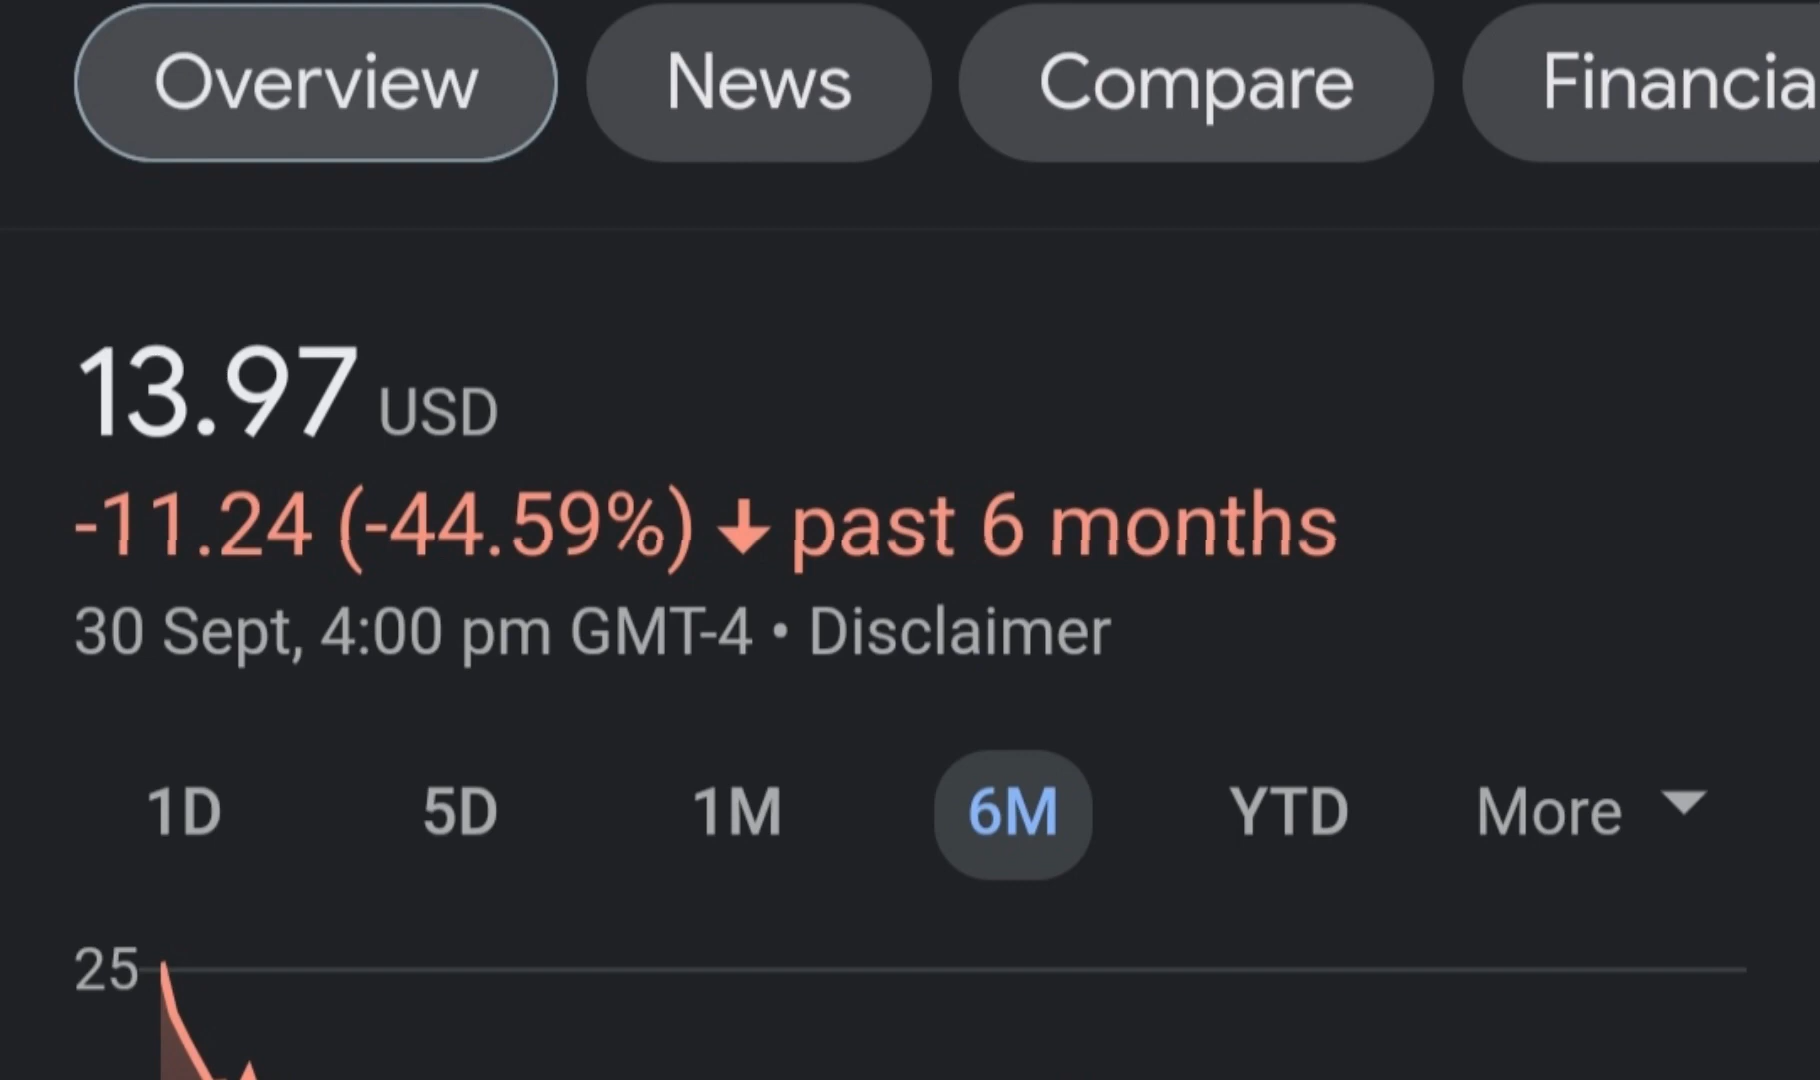 Overview News Compare Financia
13.97 USD
-11.24 (-44.59%) ↓ past 6 months
30 Sept, 4:00 pm GMT-4 • Disclaimer
1D 5D 1M 6M YTD More
25